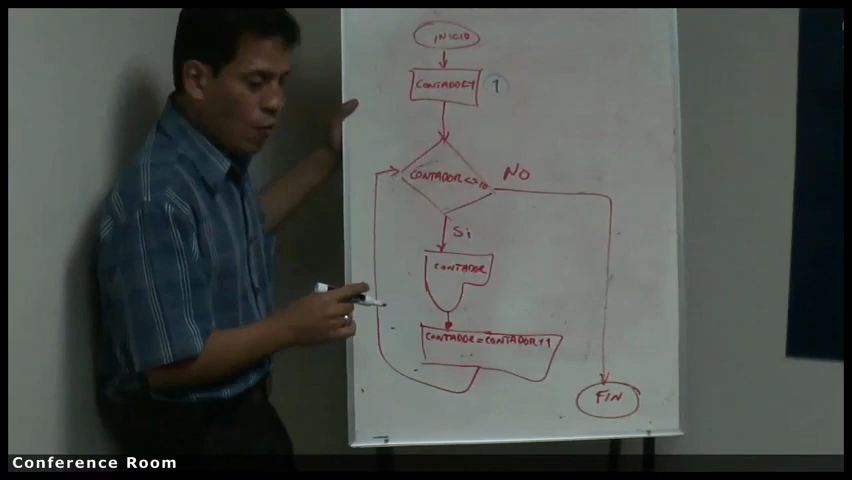 INICIO
CONTADOR=1
1
CONTADOR<=10
NO
Si
CONTADOR
CONTADOR=CONTADOR+1
FIN
Conference Room